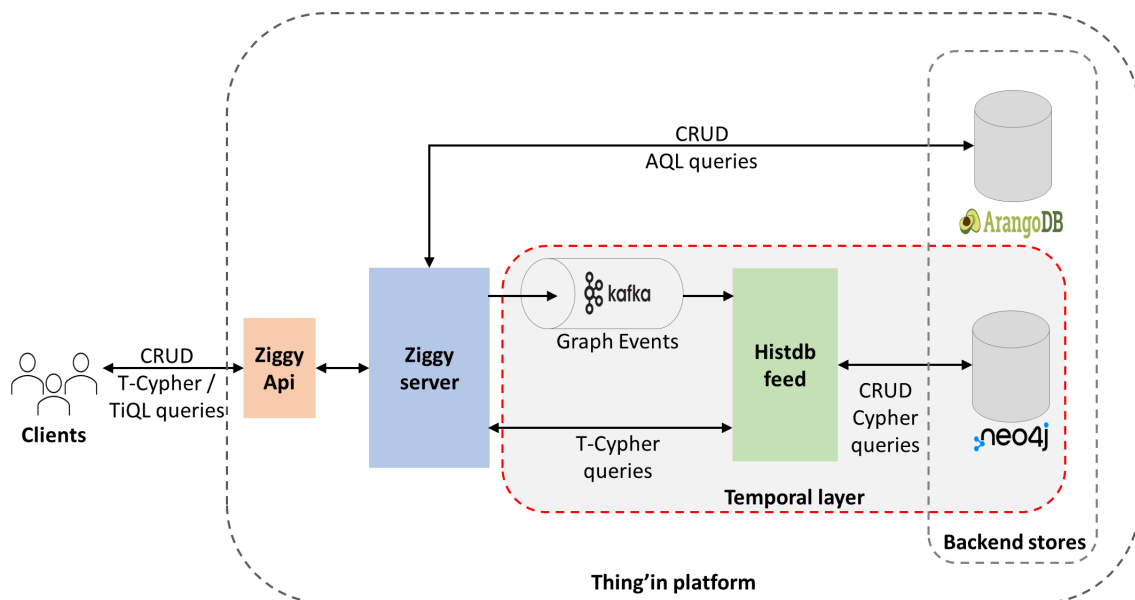 CRUD
AQL queries
ArangoDB
kafka
Graph Events
Ziggy
Api
Ziggy
server
Histdb
feed
CRUD
T-Cypher /
TiQL queries
Clients
CRUD
Cypher
queries
neo4j
T-Cypher
queries
Temporal layer
Backend stores
Thing'in platform